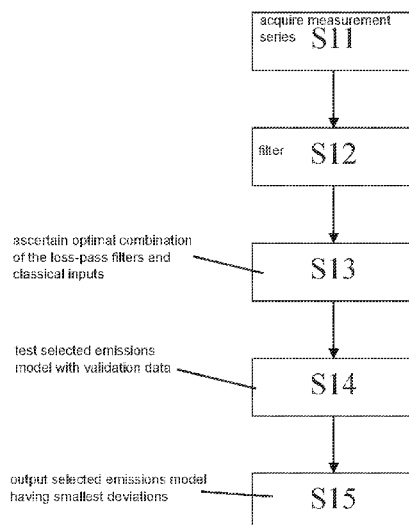 acquire measurement
series
S11
filter
S12
ascertain optimal combination
of the loss-pass filters and
classical inputs
S13
test selected emissions
model with validation data
S14
output selected emissions model
having smallest deviations
S15